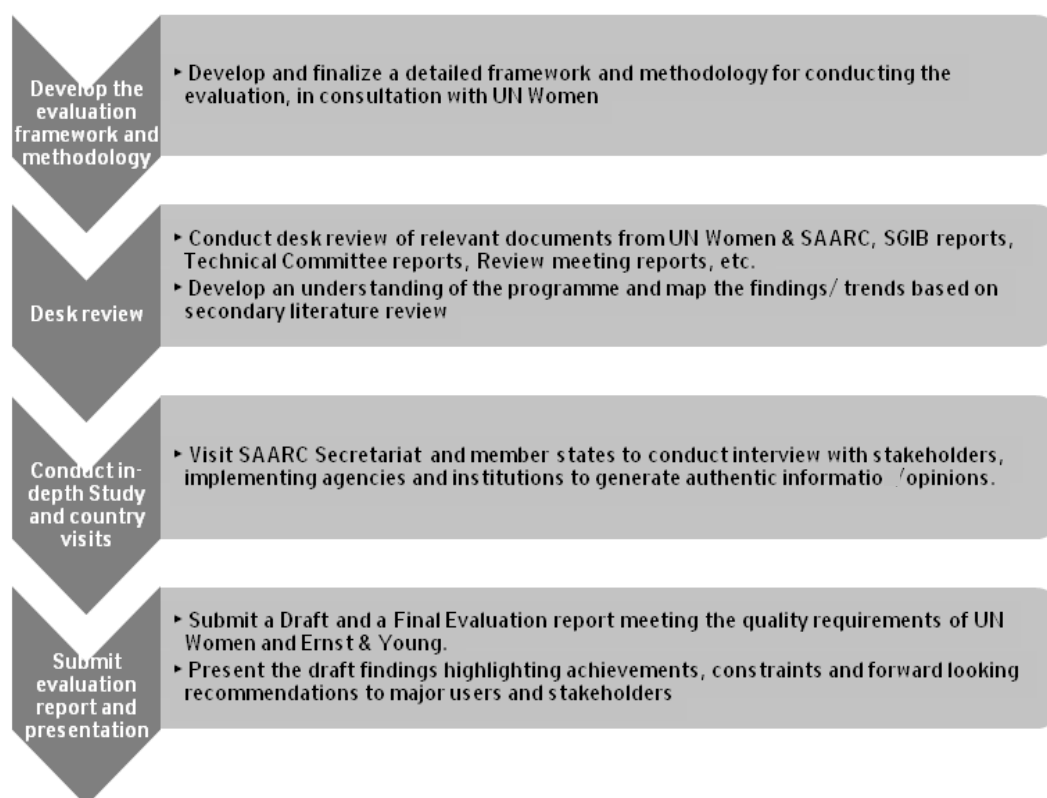 Develop the
evaluation
framework and
methodology
‣ Develop and finalize a detailed framework and methodology for conducting the
evaluation, in consultation with UN Women
Desk review
‣ Conduct desk review of relevant documents from UN Women & SAARC, SGIB reports,
Technical Committee reports, Review meeting reports, etc.
‣ Develop an understanding of the programme and map the findings/ trends based on
secondary literature review
Conduct in-
depth Study
and country
visits
‣ Visit SAARC Secretariat and member states to conduct interview with stakeholders,
implementing agencies and institutions to generate authentic informatio /opinions.
Submit
evaluation
report and
presentation
‣ Submit a Draft and a Final Evaluation report meeting the quality requirements of UN
Women and Ernst & Young.
‣ Present the draft findings highlighting achievements, constraints and forward looking
recommendations to major users and stakeholders